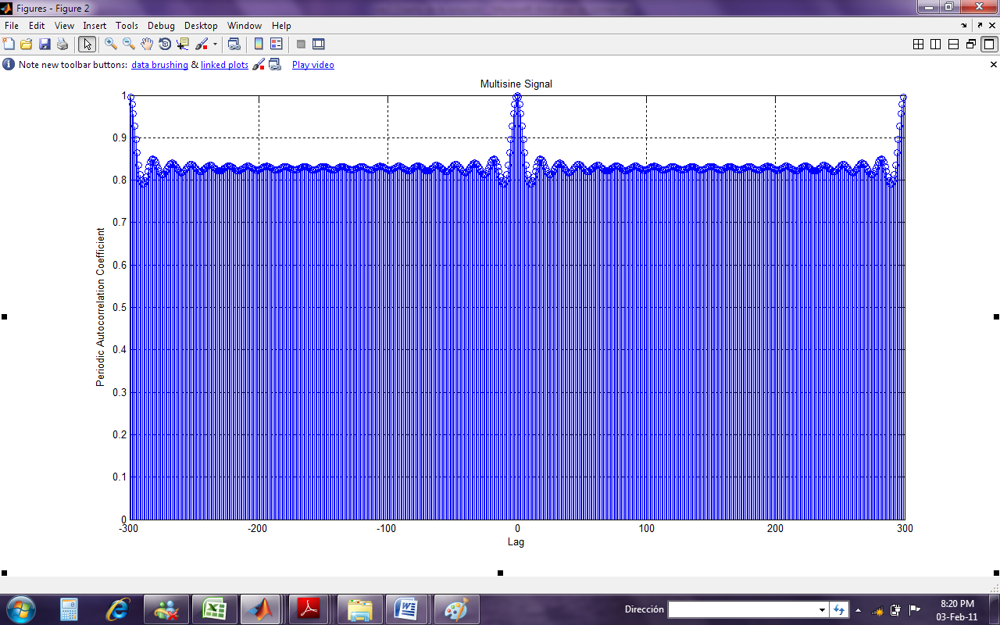 Figures - Figure 2
File Edit View Insert Tools Debug Desktop Window Help
Note new toolbar buttons: data brushing & linked plots Play video
Multisine Signal
1
0.9
0.8
0.7
0.6
0.5
0.4
0.3
0.2
0.1
0
Periodic Autocorrelation Coefficient
-300 -200 -100 0 100 200 300
Lag
Dirección
8:20 PM
03-Feb-11